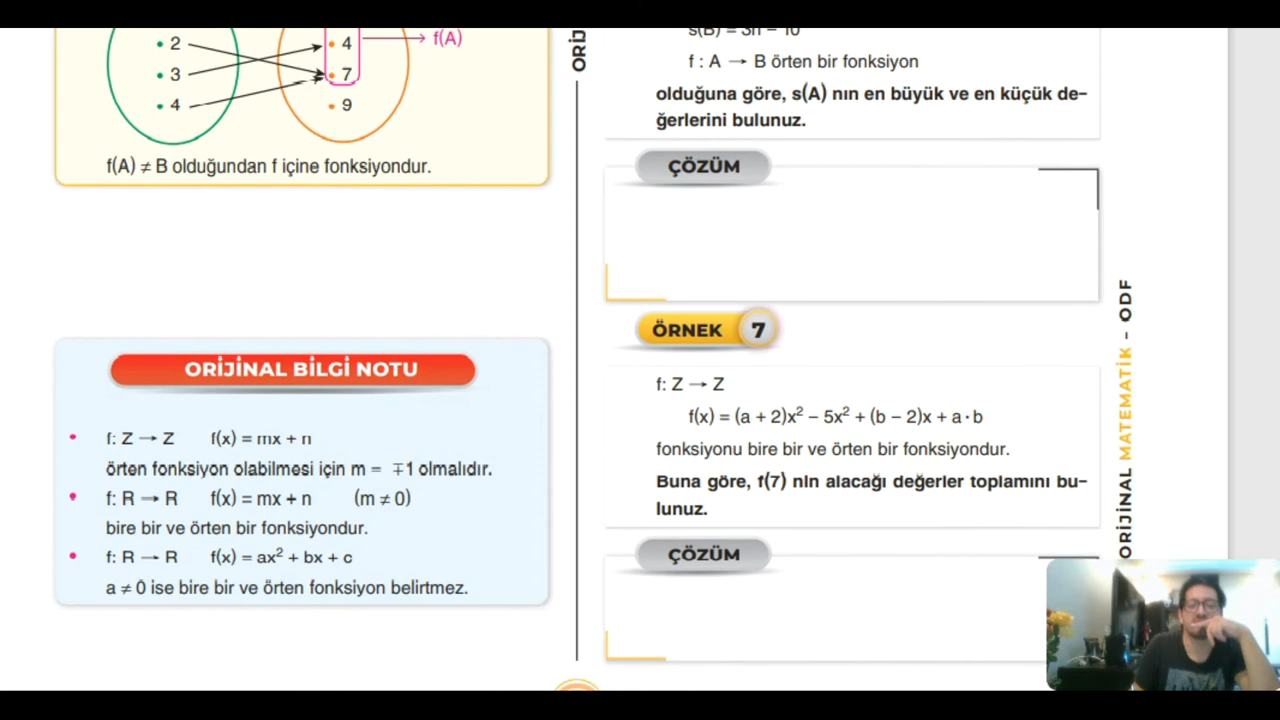 2
3
4
4
7
9
f(A)
f(A) ≠ B olduğundan f içine fonksiyondur.
ORİJİNAL BİLGİ NOTU
• f: Z → Z f(x) = mx + n
örten fonksiyon olabilmesi için m = ∓1 olmalıdır.
• f: R → R f(x) = mx + n (m ≠ 0)
bire bir ve örten bir fonksiyondur.
• f: R → R f(x) = ax² + bx + c
a ≠ 0 ise bire bir ve örten fonksiyon belirtmez.
ORİJ
s(B) = 3n – 10
f : A → B örten bir fonksiyon
olduğuna göre, s(A) nın en büyük ve en küçük de-
ğerlerini bulunuz.
ÇÖZÜM
ÖRNEK 7
f: Z → Z
f(x) = (a + 2)x² – 5x² + (b – 2)x + a · b
fonksiyonu bire bir ve örten bir fonksiyondur.
Buna göre, f(7) nin alacağı değerler toplamını bu-
lunuz.
ÇÖZÜM
ORİJİNAL MATEMATİK - ODF